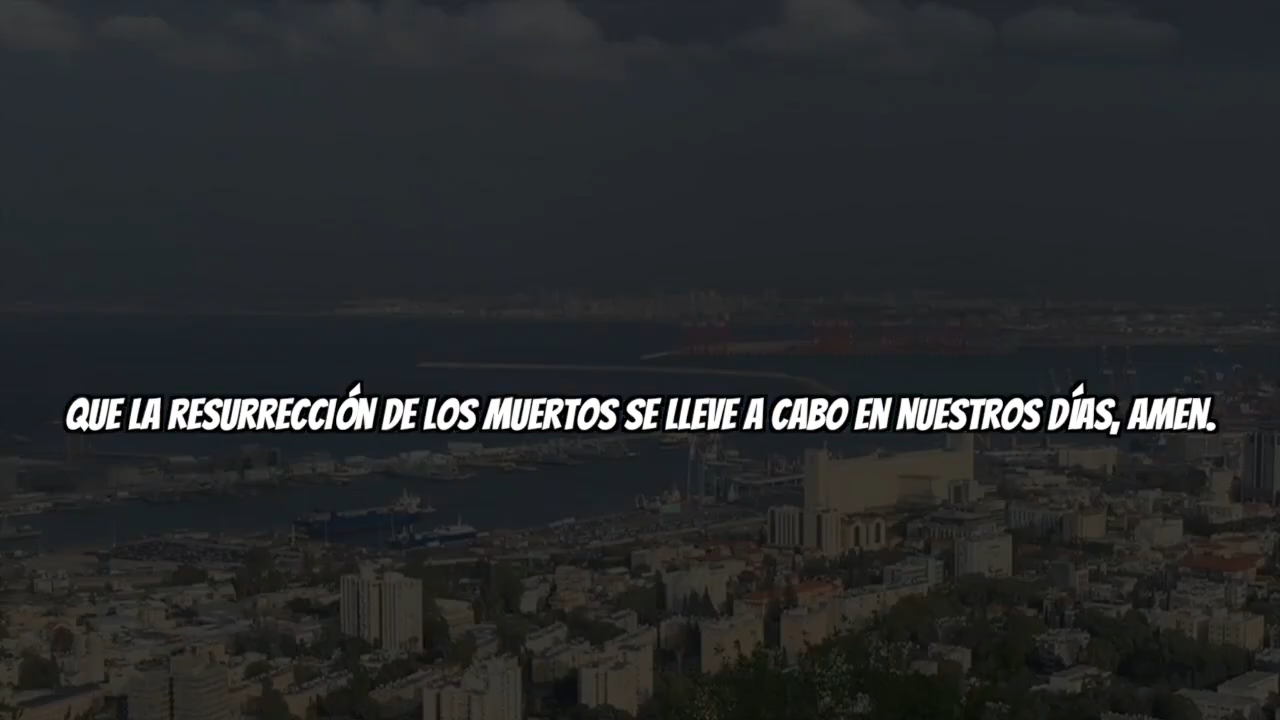 QUE LA RESURRECCIÓN DE LOS MUERTOS SE LLEVE A CABO EN NUESTROS DÍAS, AMEN.